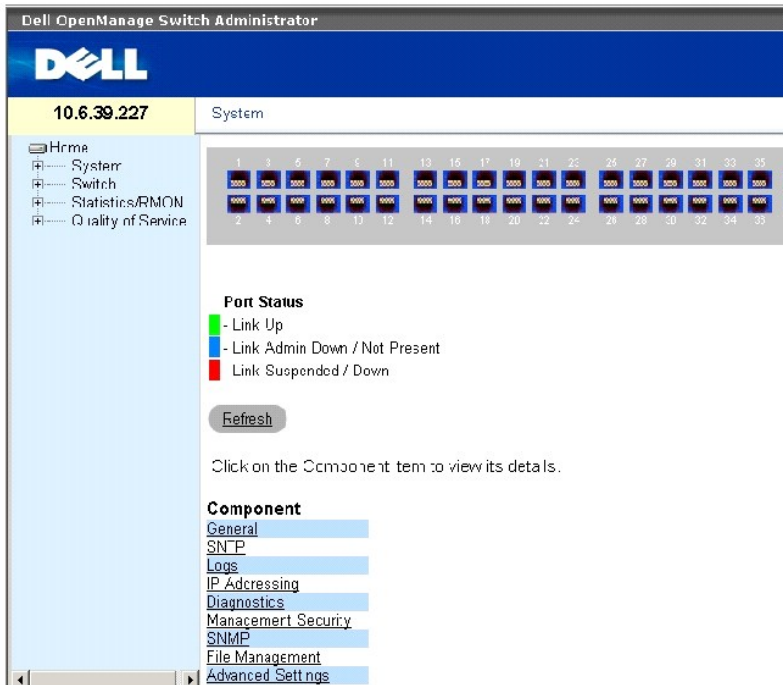 Dell OpenManage Switch Administrator
DELL
10.6.39.227
System
Home
System
Switch
Statistics/RMON
Quality of Service
1 3 5 7 9 11 13 15 17 19 21 23 25 27 29 31 33 35
2 4 6 8 10 12 14 16 18 20 22 24 26 28 30 32 34 36
Port Status
- Link Up
- Link Admin Down / Not Present
Link Suspended / Down
Refresh
Click on the Component item to view its details.
Component
General
SNTP
Logs
IP Addressing
Diagnostics
Management Security
SNMP
File Management
Advanced Settings